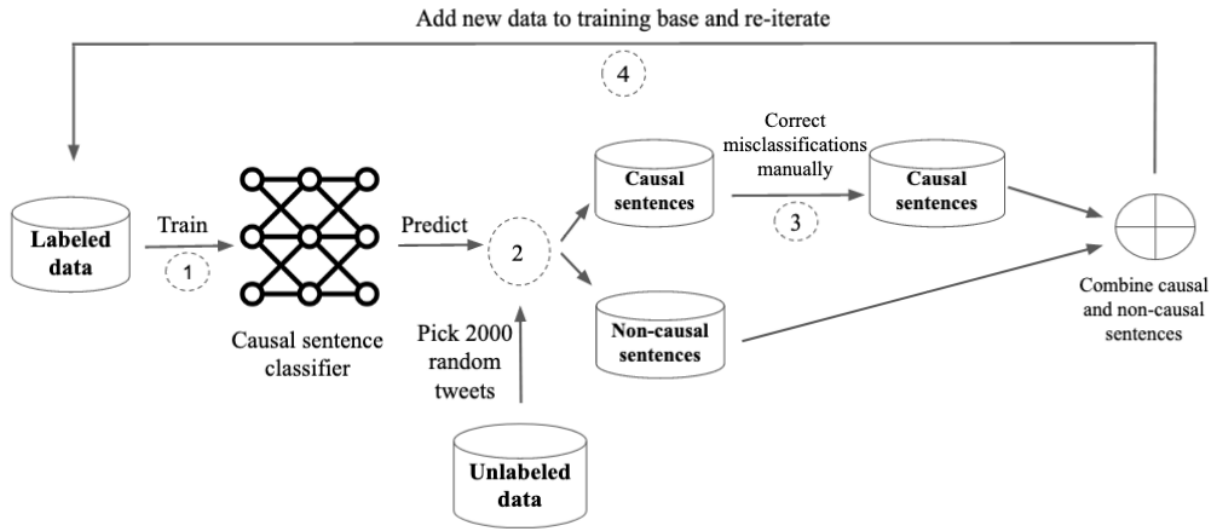 Add new data to training base and re-iterate
4
Correct
misclassifications
manually
Causal
sentences
3
Causal
sentences
Labeled
data
Train
1
Causal sentence
classifier
Predict
2
Pick 2000
random
tweets
Unlabeled
data
Non-causal
sentences
Combine causal
and non-causal
sentences